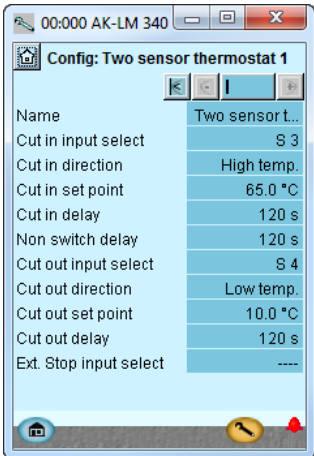 00:000 AK-LM 340
Config: Two sensor thermostat 1
Name Two sensor t...
Cut in input select S 3
Cut in direction High temp.
Cut in set point 65.0 °C
Cut in delay 120 s
Non switch delay 120 s
Cut out input select S 4
Cut out direction Low temp.
Cut out set point 10.0 °C
Cut out delay 120 s
Ext. Stop input select ----